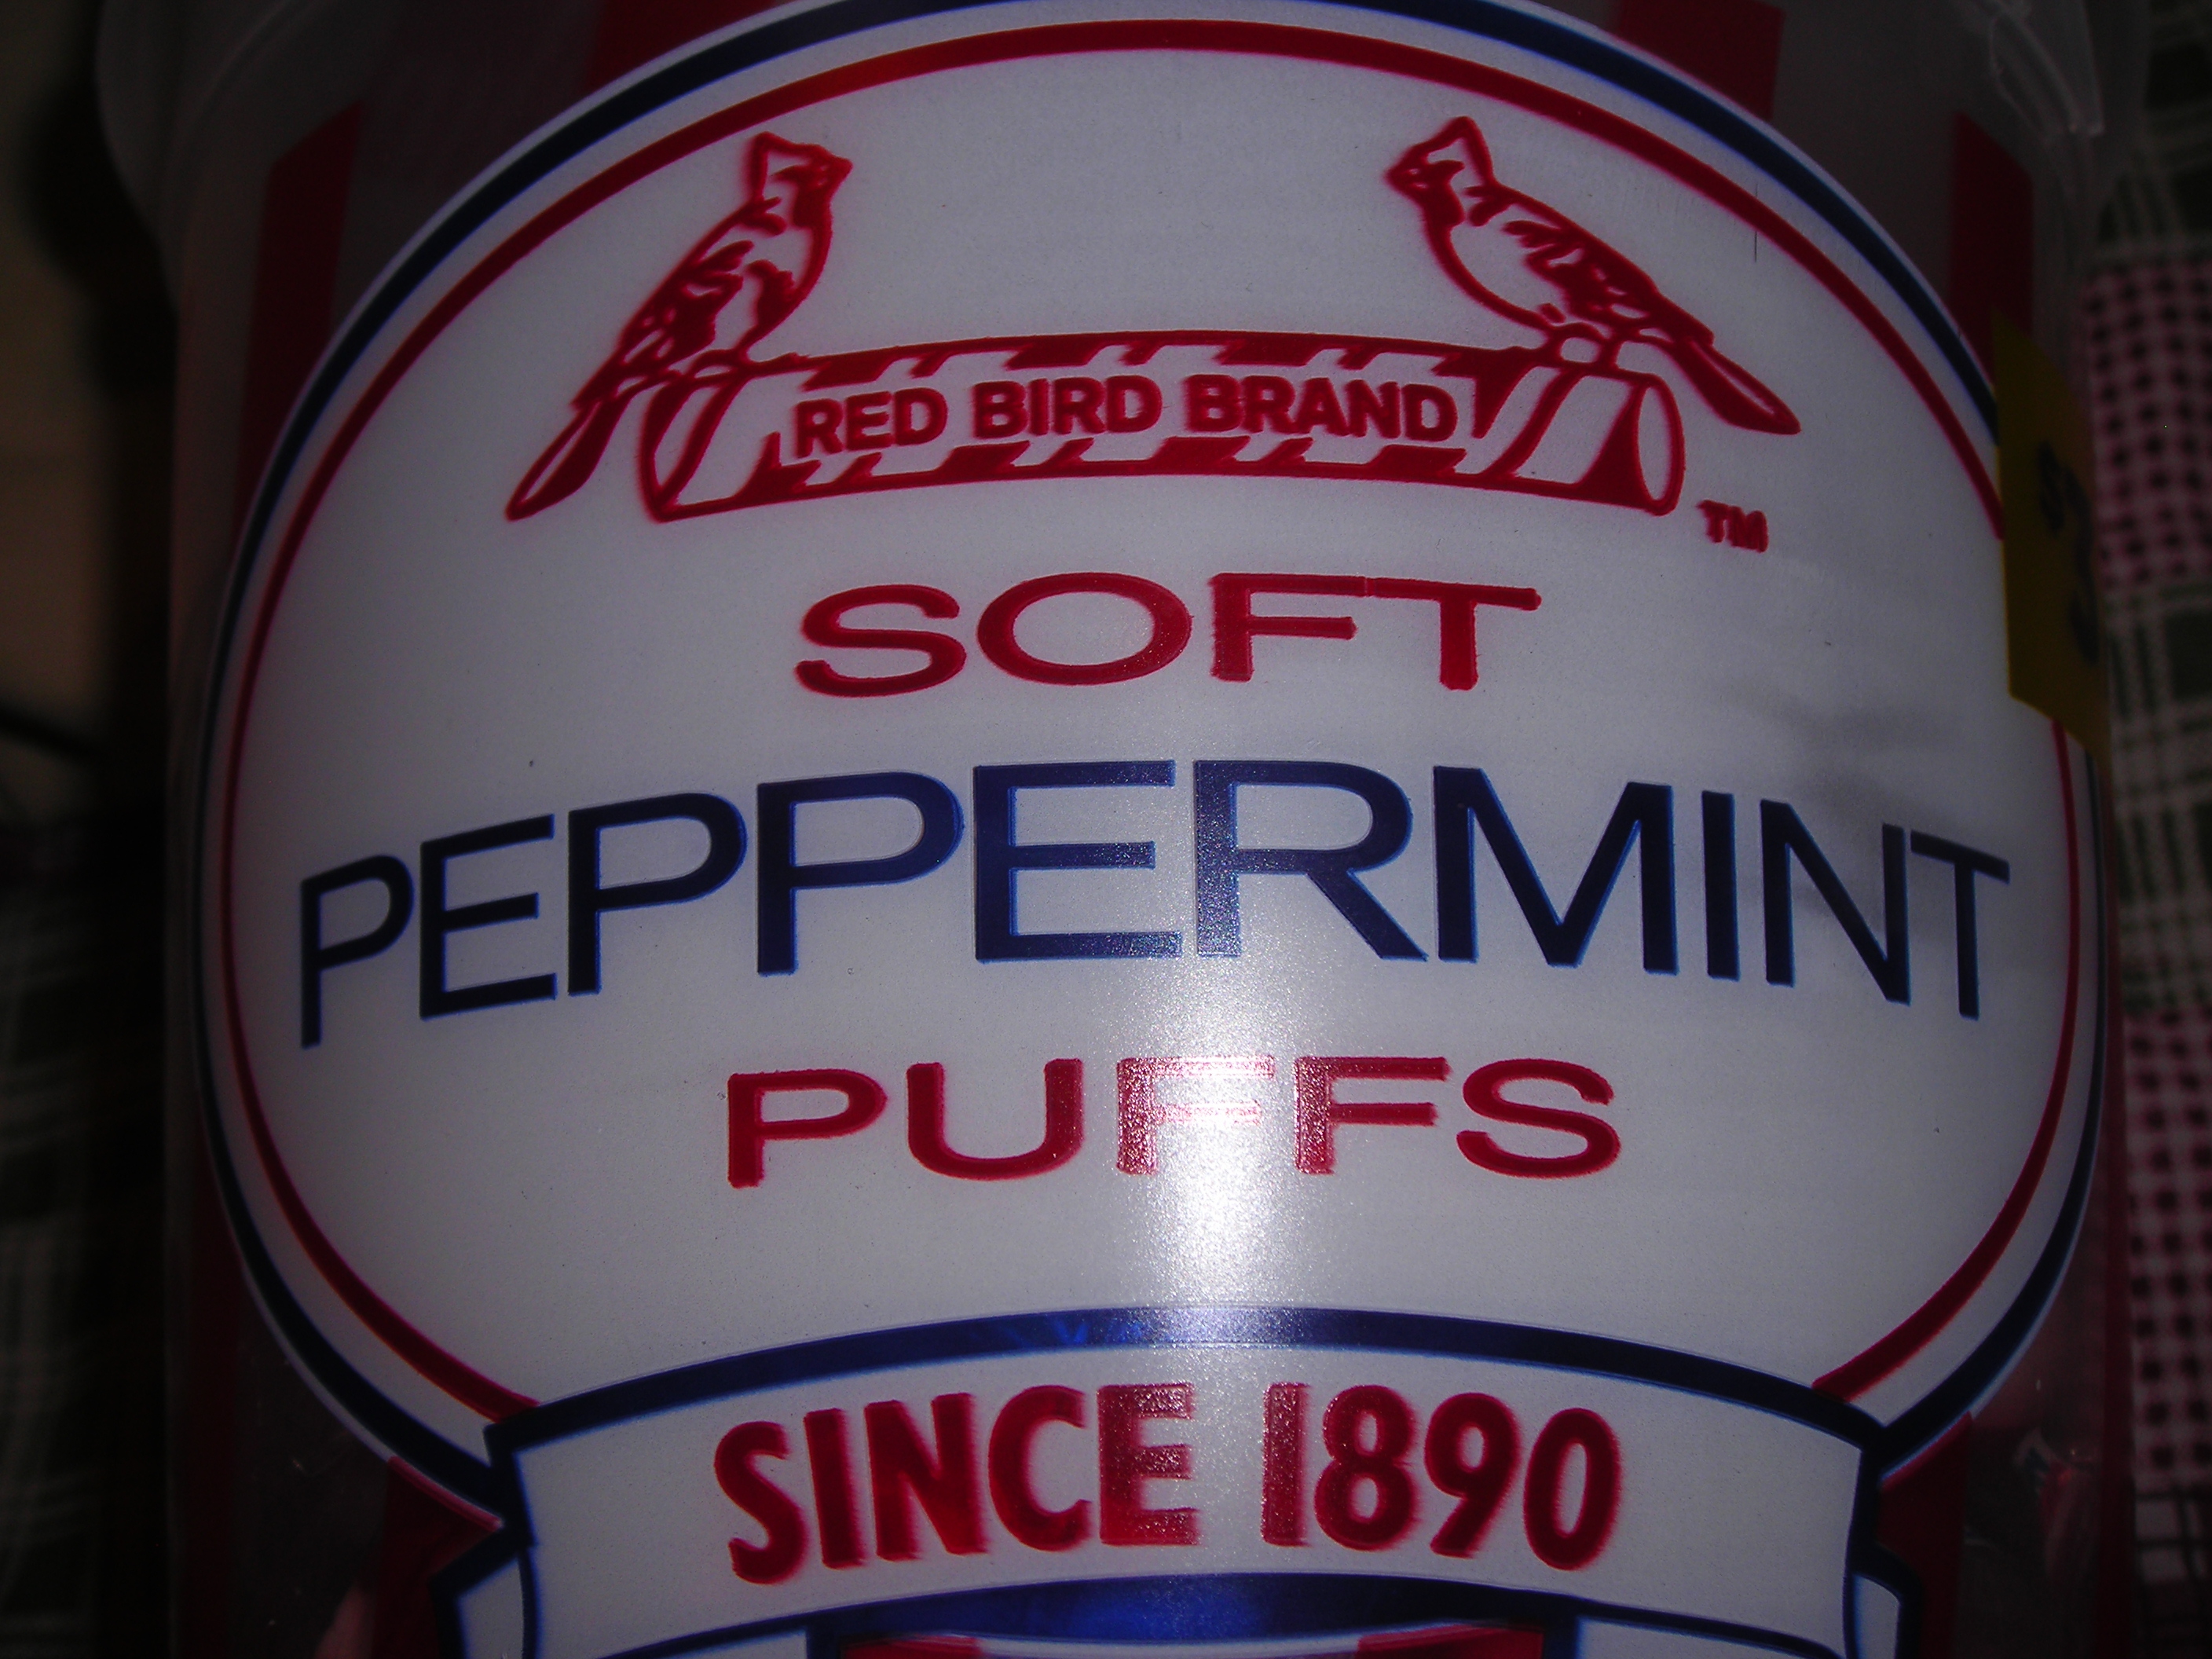 RED BIRD BRAND
TM
SOFT
PEPPERMINT
PUFFS
SINCE 1890